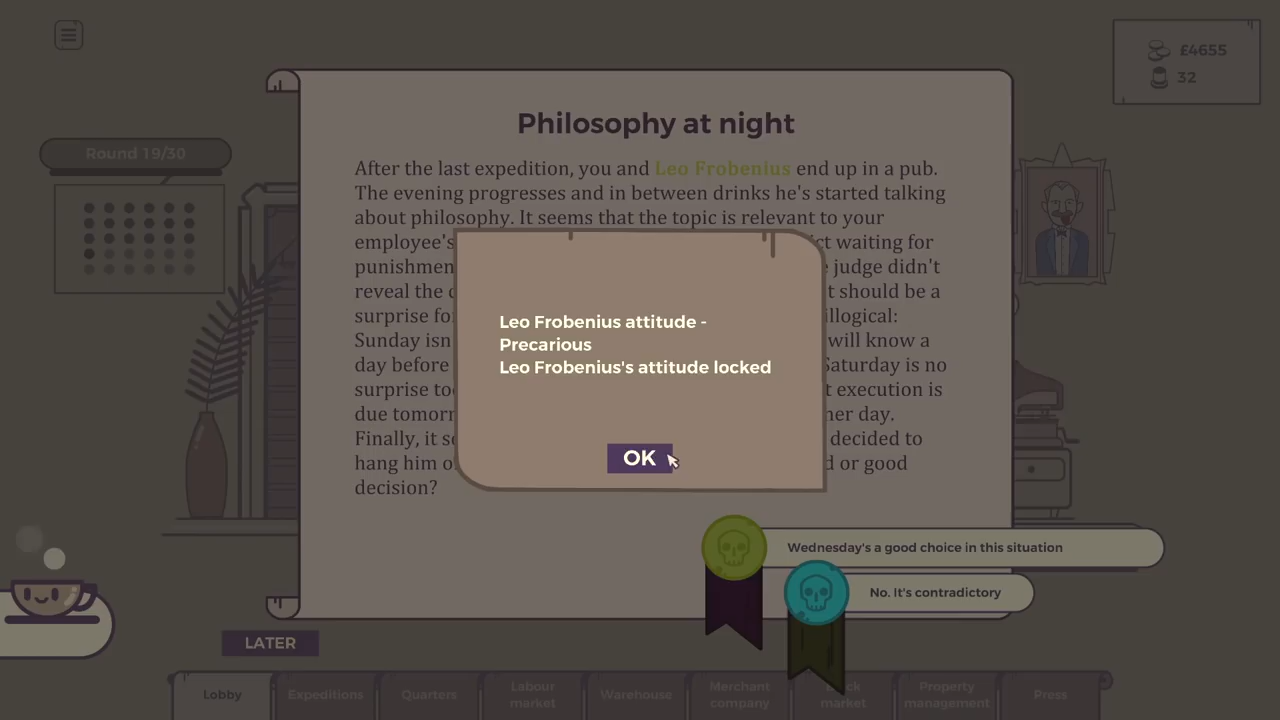 £4655
32
Philosophy at night
Round 19/30
After the last expedition, you and Leo Frobenius end up in a pub.
The evening progresses and in between drinks he's started talking
about philosophy. It seems that the topic is relevant to your
employee's waiting for
punishmen judge didn't
reveal the should be a
surprise fo illogical:
Sunday isn will know a
day before Saturday is no
surprise to execution is
due tomorr her day.
Finally, it s decided to
hang him o or good
decision?
Leo Frobenius attitude -
Precarious
Leo Frobenius's attitude locked
OK
Wednesday's a good choice in this situation
No. It's contradictory
LATER
Lobby
Expeditions
Quarters
Labour
market
Warehouse
Merchant
company
market
Property
management
Press